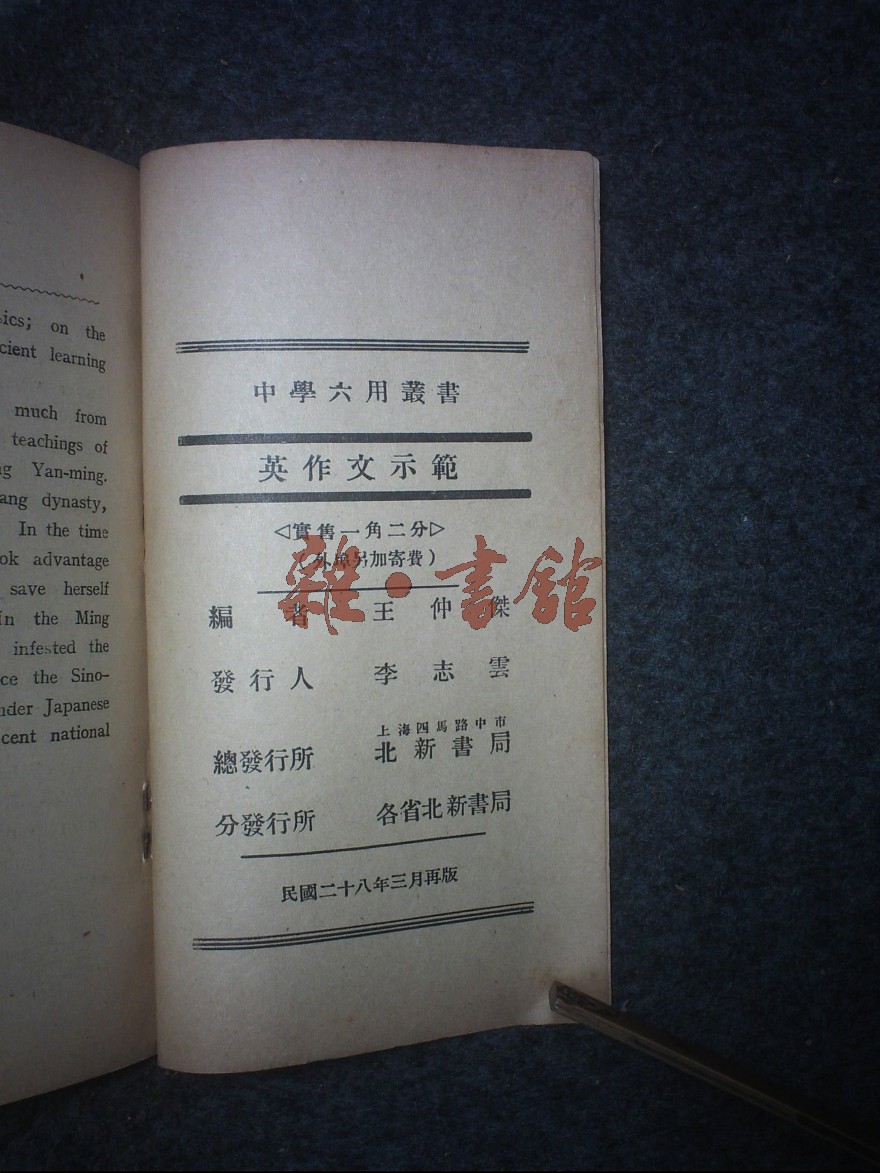 sics; on the
cient learning
much from
teachings of
ng Yan-ming.
ang dynasty,
In the time
ok advantage
save herself
In the Ming
infested the
ce the Sino-
nder Japanese
cent national
中學六用叢書
英作文示範
◁實售一角二分▷
(外埠另加寄費)
雜·書館
編者 王仲傑
發行人 李志雲
上海四馬路中市
總發行所 北新書局
分發行所 各省北新書局
民國二十八年三月再版